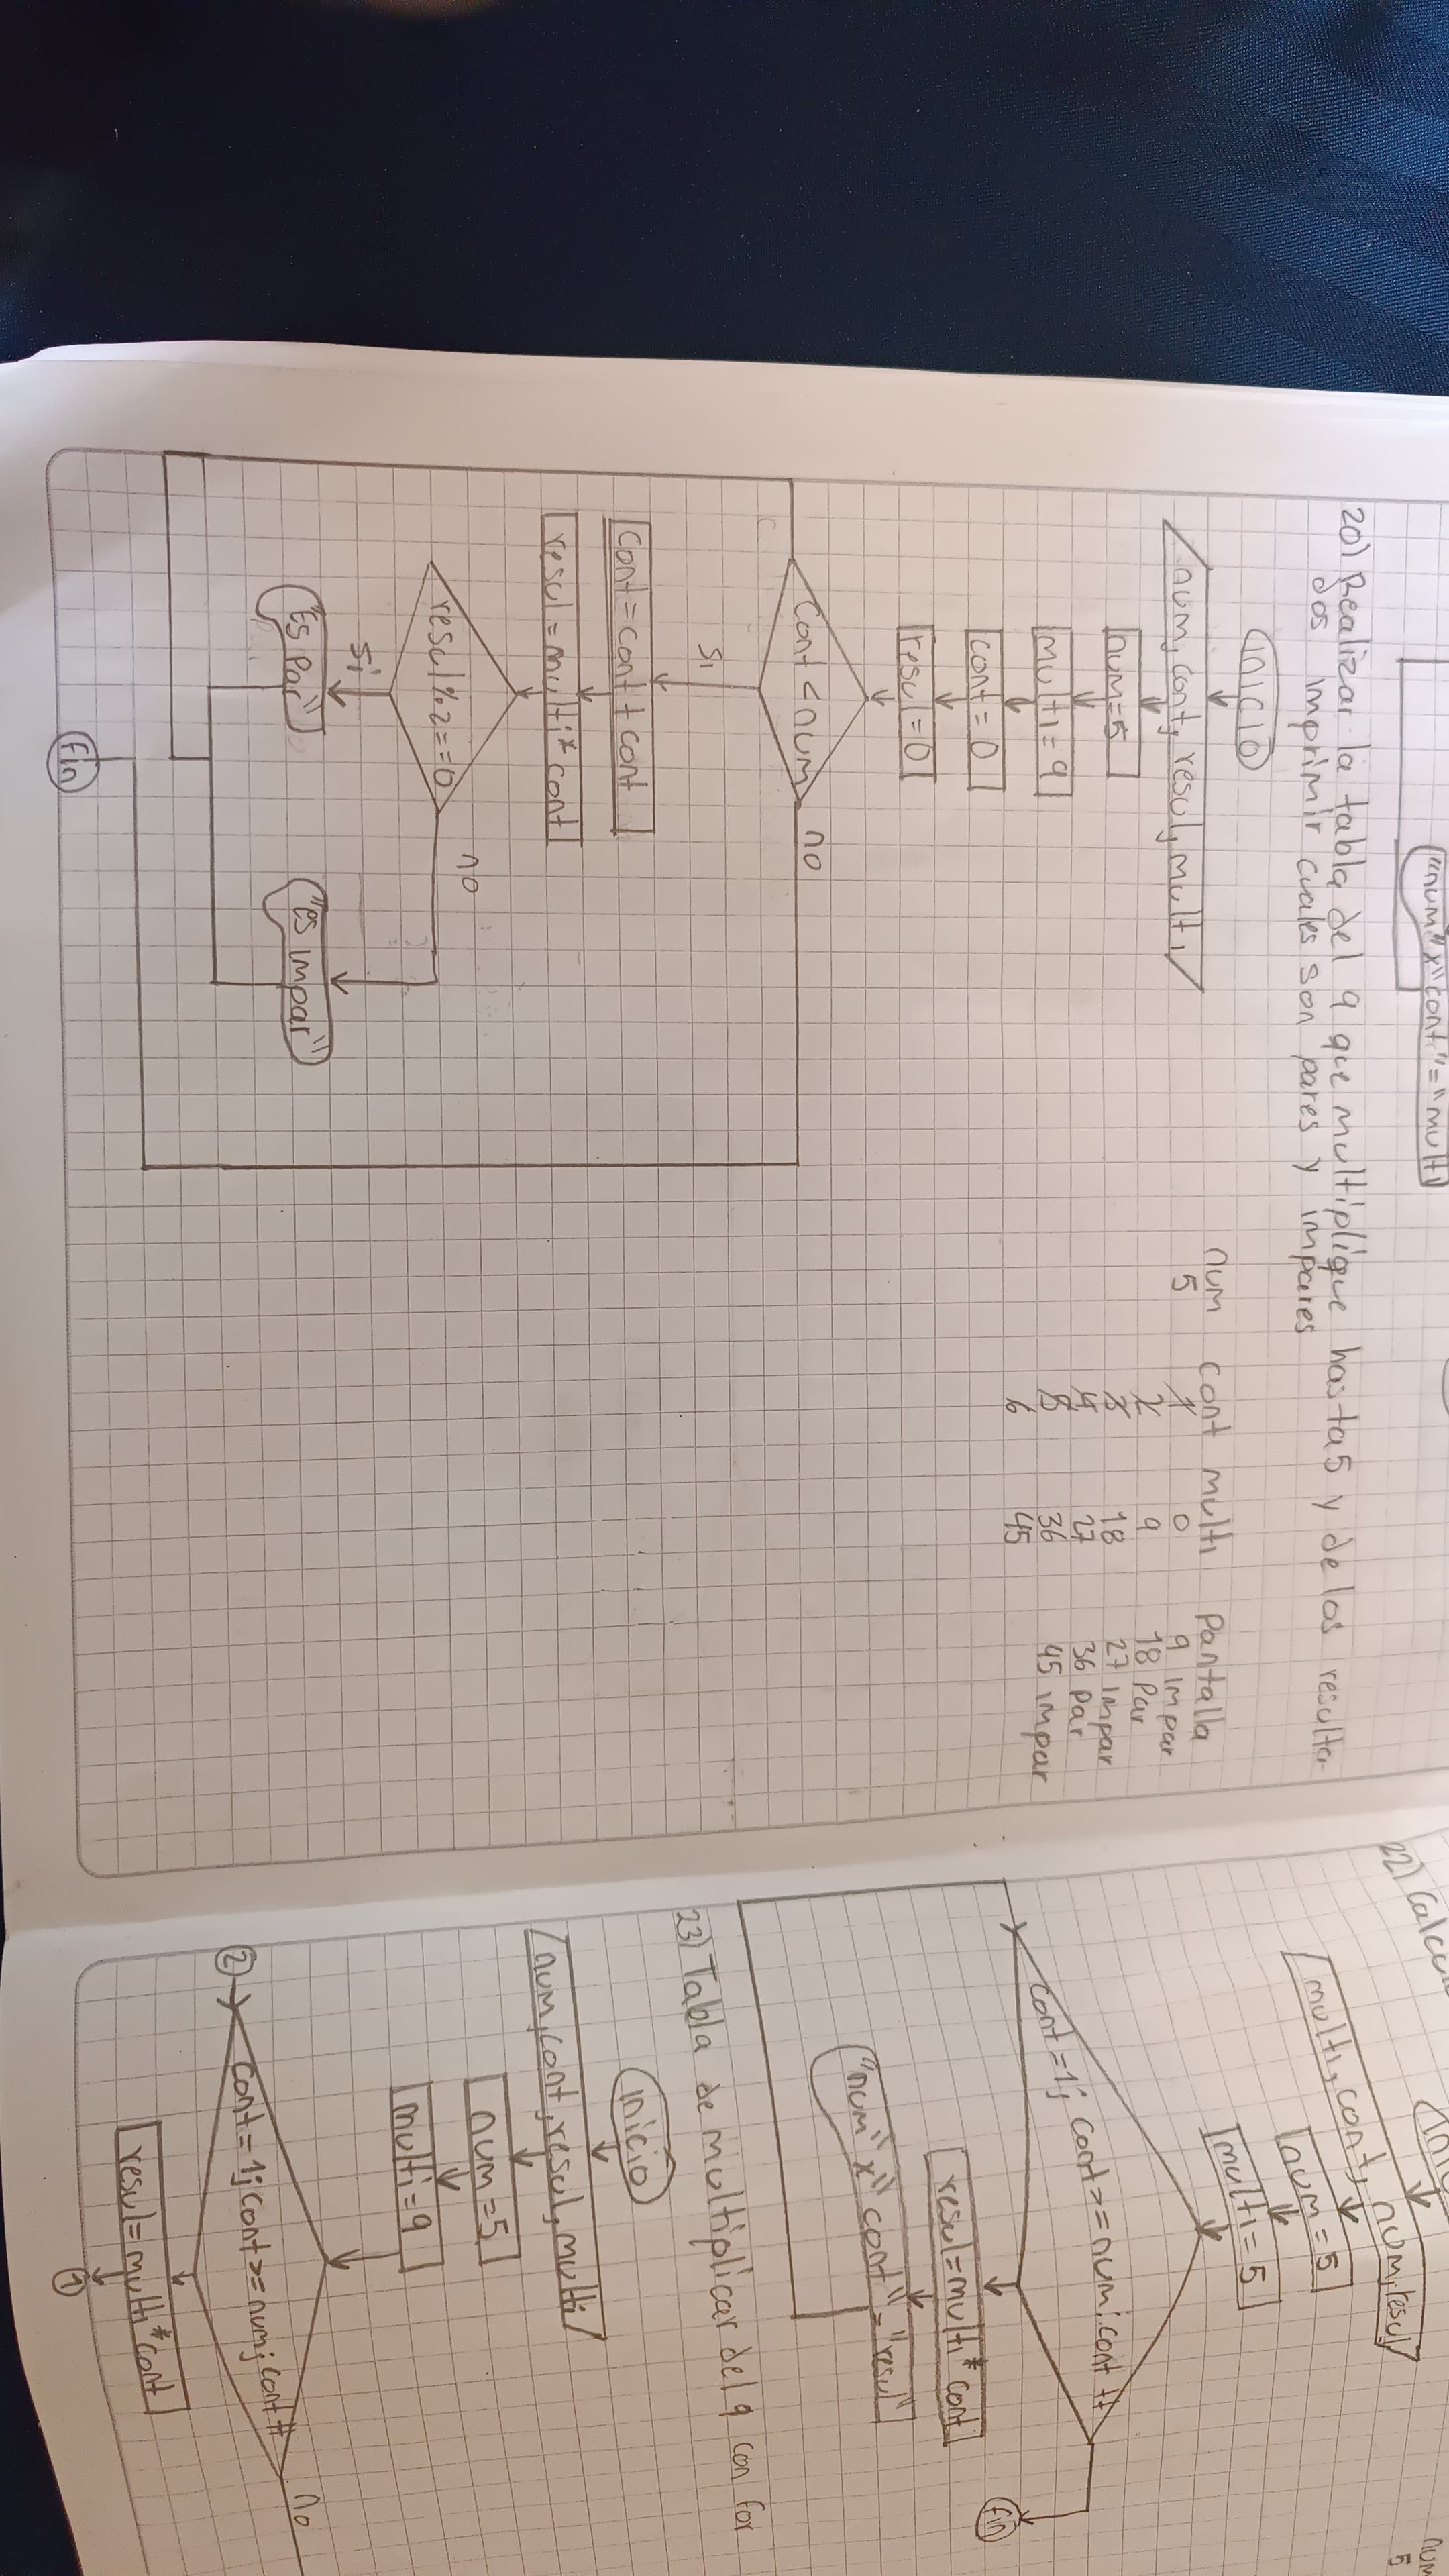 "num" x "cont" = "multi
20) Realizar la tabla del 9 que multiplique hasta 5 y de los resulta-
dos imprimir cuales son pares y impares
inicio
num, cont, resul, multi
num=5
multi=9
cont=0
resul=0
cont<num
no
si
cont=cont+cont
resul=multi*cont
resul%2==0
no
si
"Es Par"
"es impar"
fin
num cont multi Pantalla
5 1 0 9 impar
2 9 18 Par
3 18 27 impar
4 27 36 Par
5 36 45 impar
6 45
22) Calcu
multi, cont, num, resul
num=5
multi=5
cont=1; cont>=num; cont++
resul=multi*cont
"num" x "cont" = "resul"
fin
num
5
23) Tabla de multiplicar del 9 con for
inicio
num, cont, resul, multi
num=5
multi=9
2
cont=1; cont>=num; cont++
no
resul=multi*cont
1